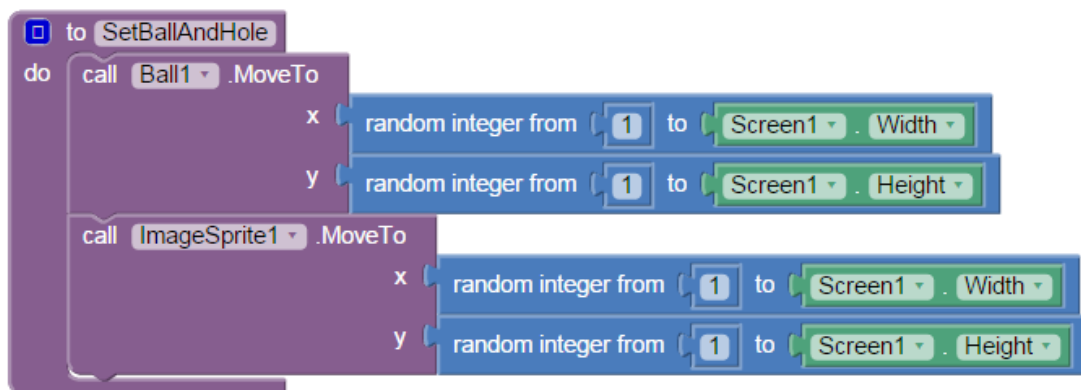 to SetBallAndHole
do call Ball1 .MoveTo
x random integer from 1 to Screen1 . Width
y random integer from 1 to Screen1 . Height
call ImageSprite1 .MoveTo
x random integer from 1 to Screen1 . Width
y random integer from 1 to Screen1 . Height